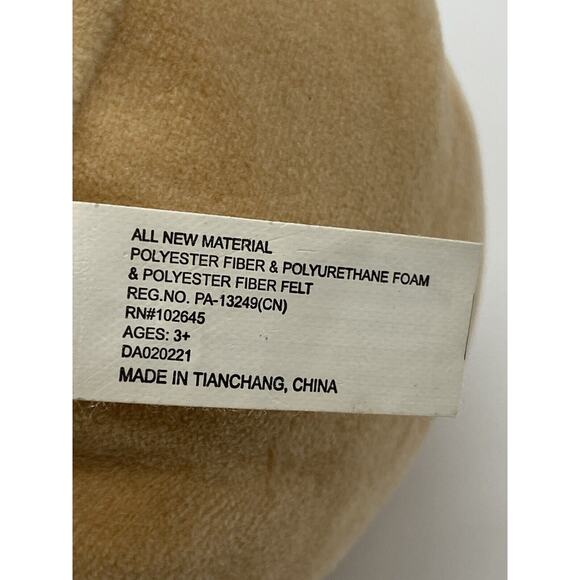 ALL NEW MATERIAL
POLYESTER FIBER & POLYURETHANE FOAM
& POLYESTER FIBER FELT
REG.NO. PA-13249(CN)
RN#102645
AGES: 3+
DA020221
MADE IN TIANCHANG, CHINA